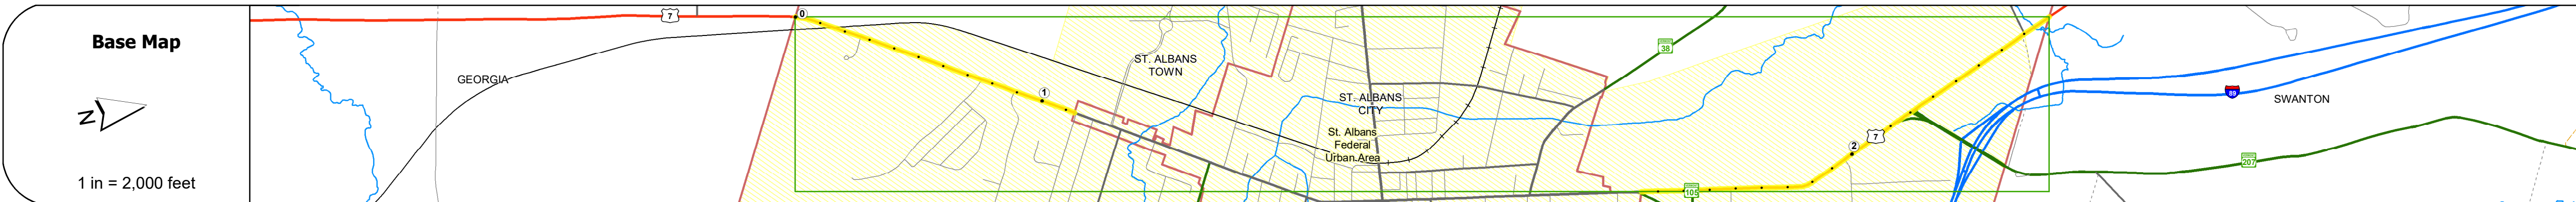 Base Map
N
1 in = 2,000 feet
GEORGIA
7
0
1
ST. ALBANS
TOWN
ST. ALBANS
CITY
St. Albans
Federal
Urban Area
38
105
2
7
89
SWANTON
207